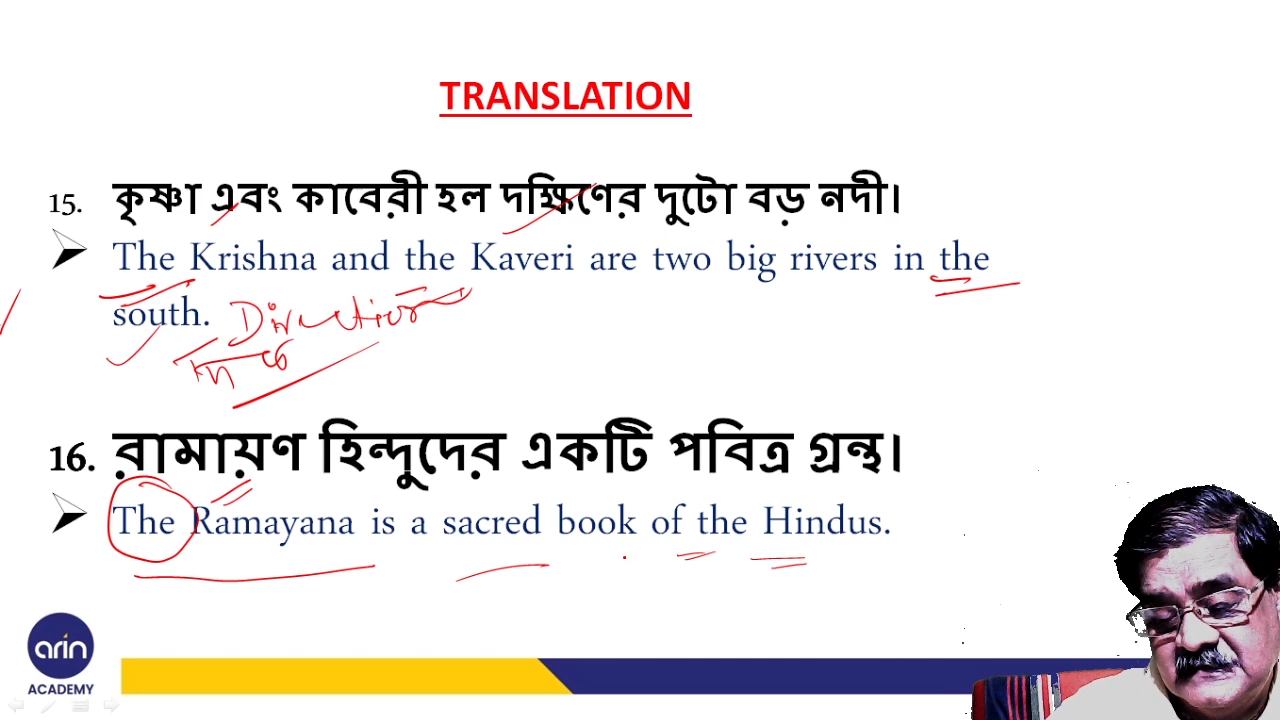 TRANSLATION
15. কৃষ্ণা এবং কাবেরী হল দক্ষিণের দুটো বড় নদী।
The Krishna and the Kaveri are two big rivers in the
south.
Direction
16. রামায়ণ হিন্দুদের একটি পবিত্র গ্রন্থ।
The Ramayana is a sacred book of the Hindus.
arin
ACADEMY